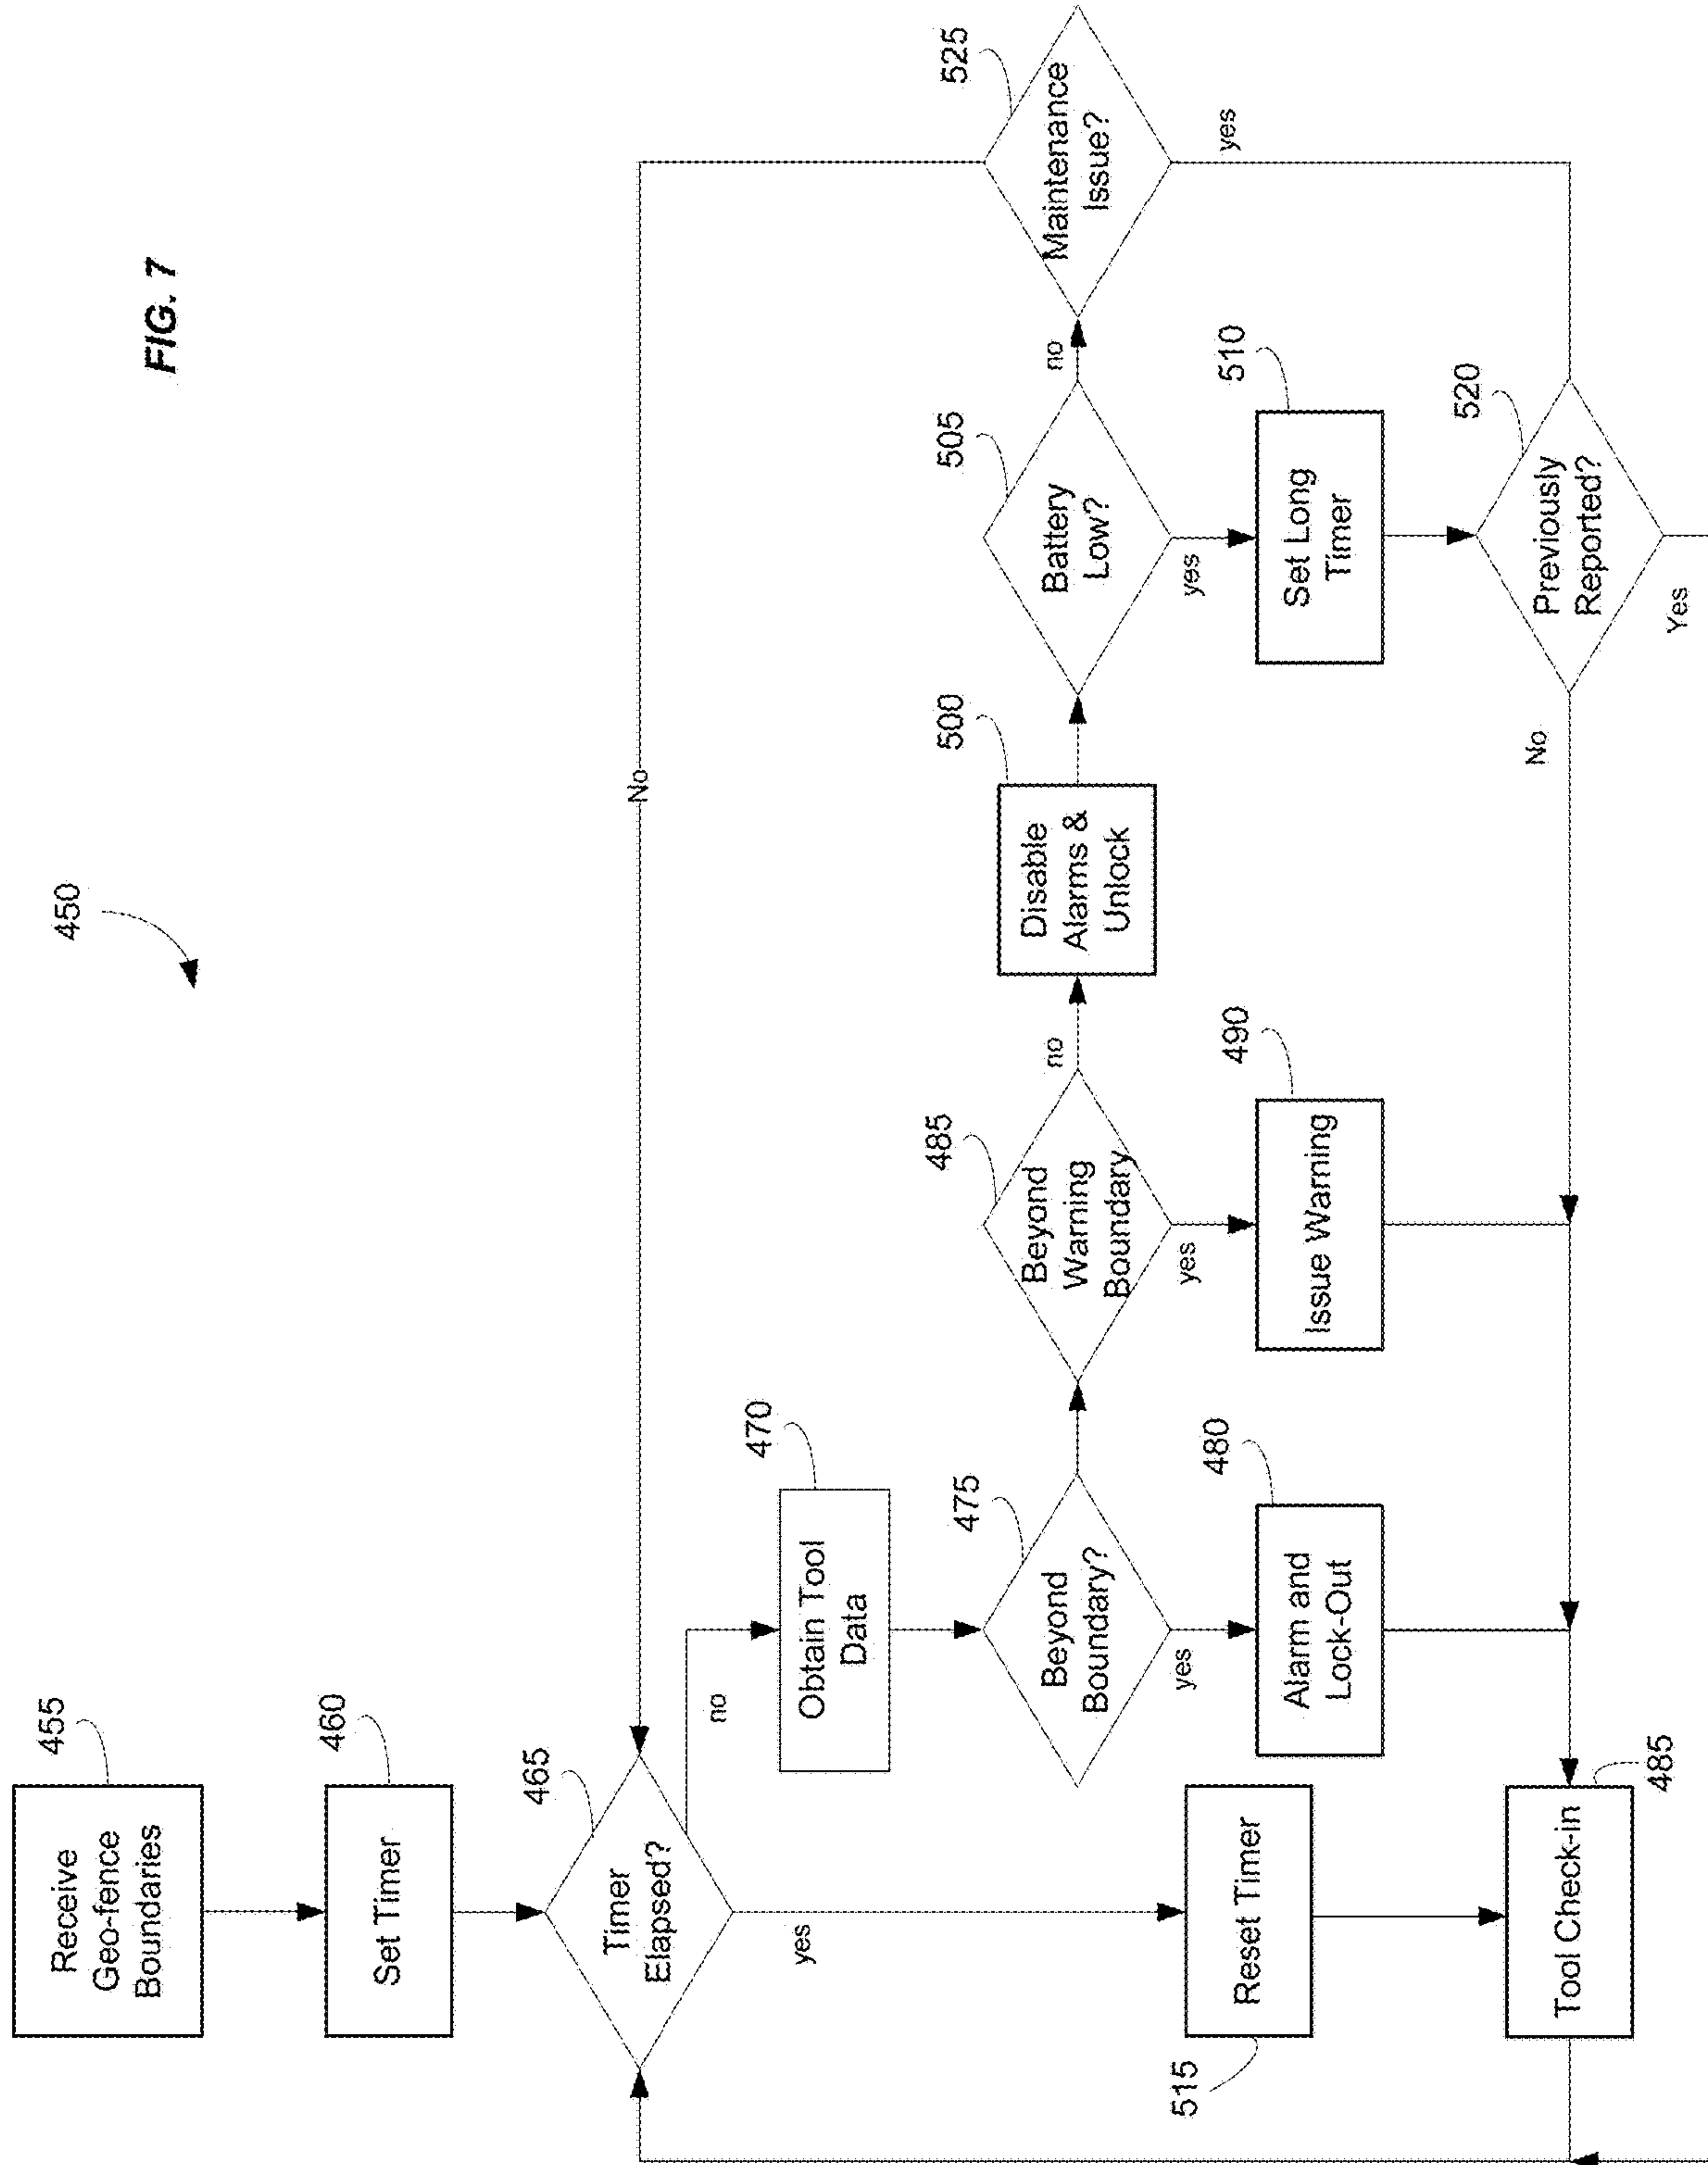 FIG. 7
450
Receive
Geo-fence
Boundaries
455
Set Timer
460
Timer
Elapsed?
465
No
no
yes
Obtain Tool
Data
470
Beyond
Boundary?
475
yes
Beyond
Warning
Boundary
485
no
yes
Disable
Alarms &
Unlock
500
Battery
Low?
505
no
yes
Maintenance
Issue?
525
yes
Reset Timer
515
Alarm and
Lock-Out
480
Issue Warning
490
Set Long
Timer
510
Tool Check-in
485
Previously
Reported?
520
No
Yes